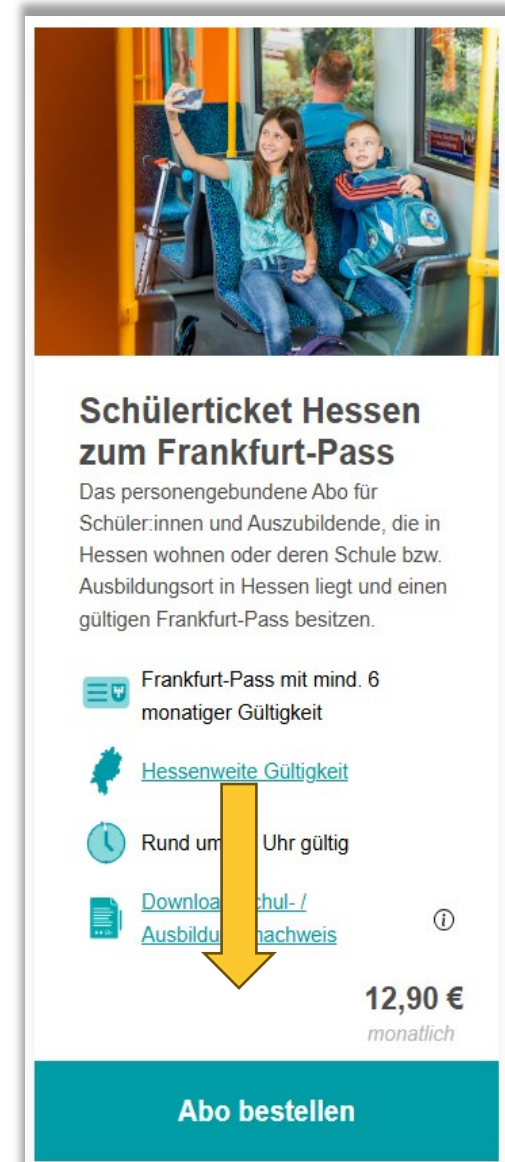 Schülerticket Hessen
zum Frankfurt-Pass
Das personengebundene Abo für
Schüler:innen und Auszubildende, die in
Hessen wohnen oder deren Schule bzw.
Ausbildungsort in Hessen liegt und einen
gültigen Frankfurt-Pass besitzen.
Frankfurt-Pass mit mind. 6
monatiger Gültigkeit
Hessenweite Gültigkeit
Rund um Uhr gültig
Schul- /
12,90 €
monatlich
Abo bestellen